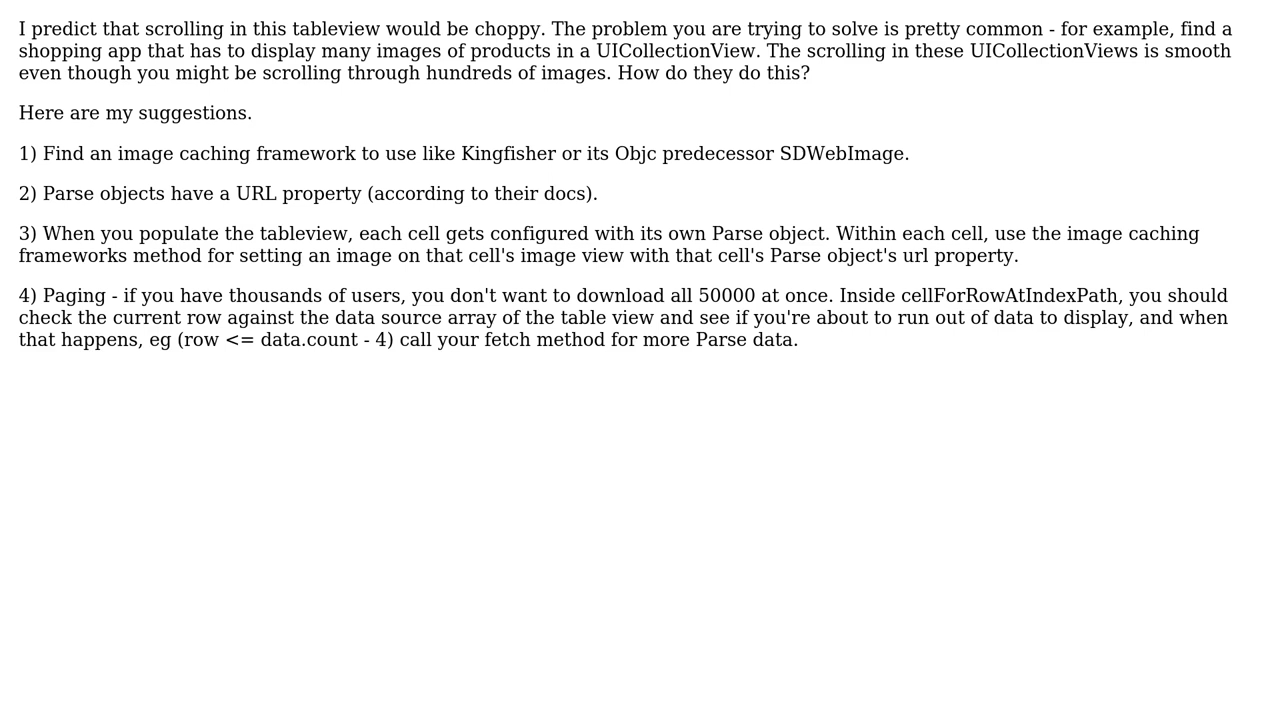 I predict that scrolling in this tableview would be choppy. The problem you are trying to solve is pretty common - for example, find a
shopping app that has to display many images of products in a UICollectionView. The scrolling in these UICollectionViews is smooth
even though you might be scrolling through hundreds of images. How do they do this?
Here are my suggestions.
1) Find an image caching framework to use like Kingfisher or its Objc predecessor SDWebImage.
2) Parse objects have a URL property (according to their docs).
3) When you populate the tableview, each cell gets configured with its own Parse object. Within each cell, use the image caching
frameworks method for setting an image on that cell's image view with that cell's Parse object's url property.
4) Paging - if you have thousands of users, you don't want to download all 50000 at once. Inside cellForRowAtIndexPath, you should
check the current row against the data source array of the table view and see if you're about to run out of data to display, and when
that happens, eg (row <= data.count - 4) call your fetch method for more Parse data.